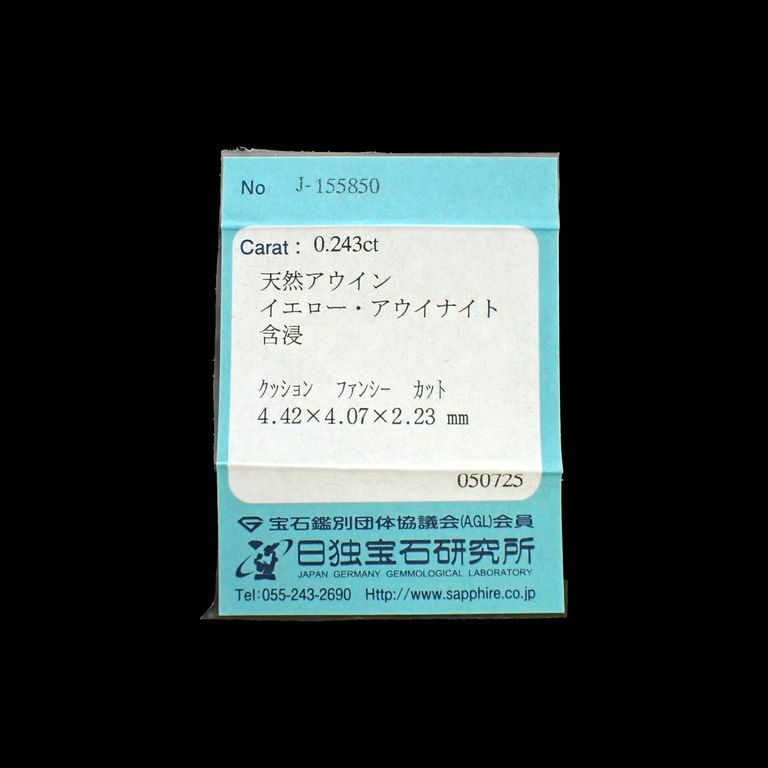 No J-155850
Carat : 0.243ct
天然アウイン
イエロー・アウイナイト
含浸
ｸｯｼｮﾝ ﾌｧﾝｼｰ ｶｯﾄ
4.42×4.07×2.23 mm
050725
宝石鑑別団体協議会(A.G.L)会員
日独宝石研究所
JAPAN GERMANY GEMMOLOGICAL LABORATORY
Tel:055-243-2690 Http://www.sapphire.co.jp